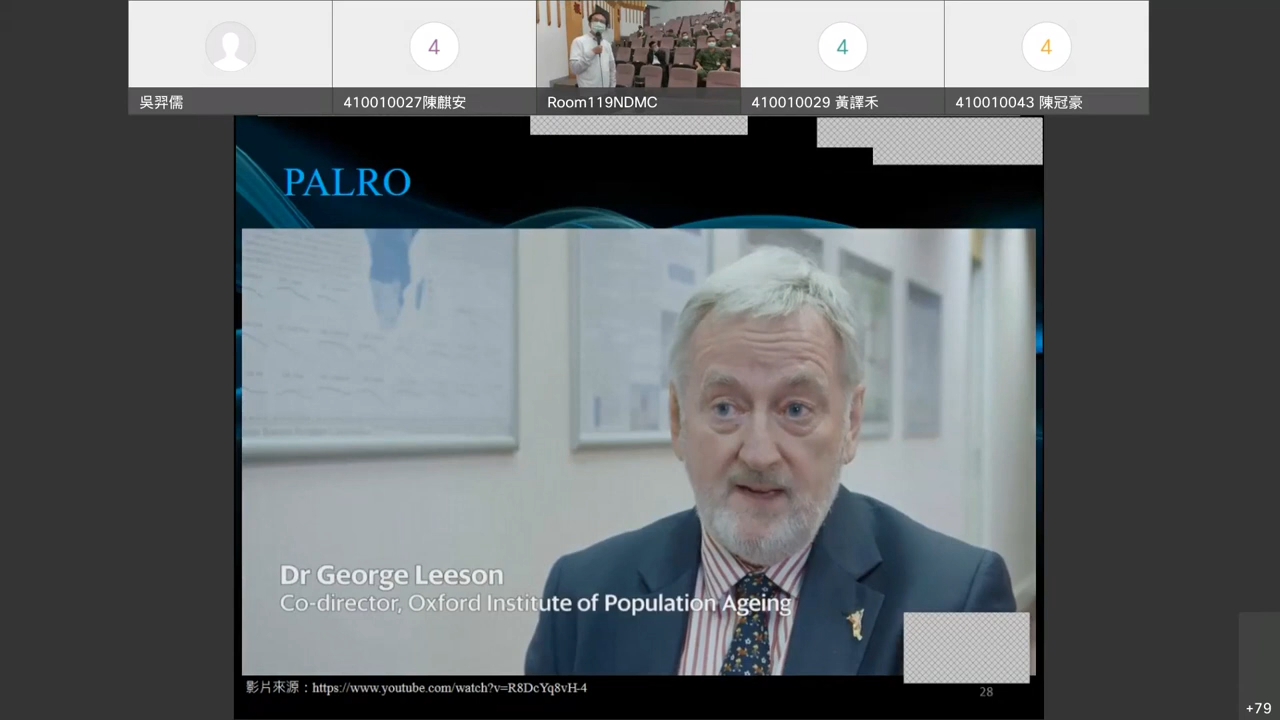 4
4
4
吳羿儒
410010027陳麒安
Room119NDMC
410010029 黃譯禾
410010043 陳冠豪
PALRO
Dr George Leeson
Co-director, Oxford Institute of Population Ageing
影片來源：https://www.youtube.com/watch?v=R8DcYq8vH-4
28
+79